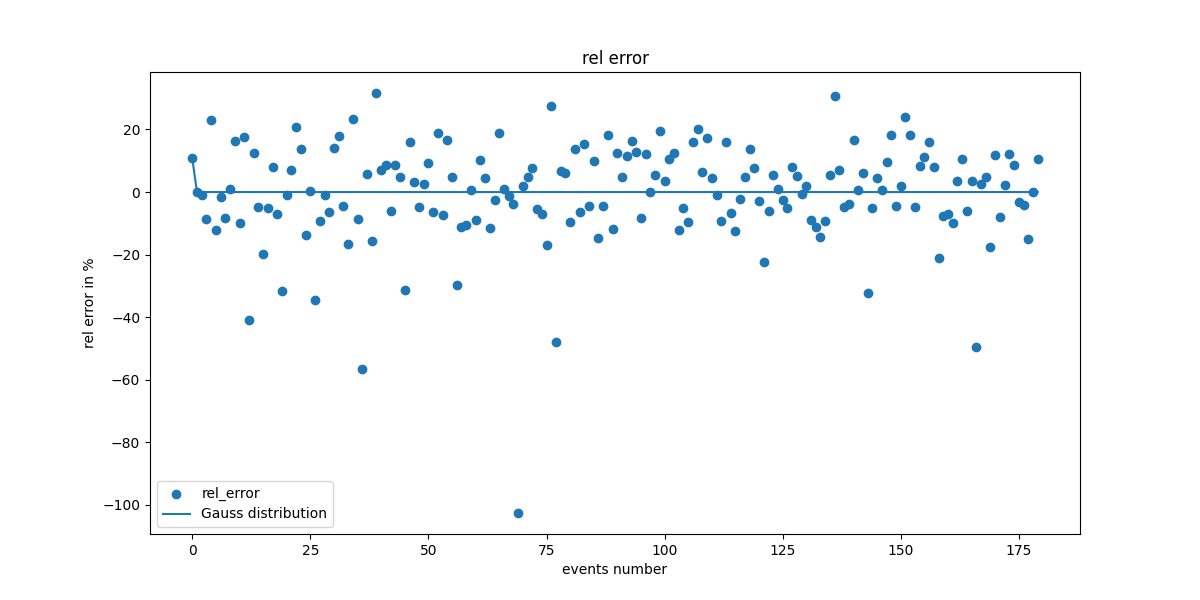 rel error
20
0
−20
−40
−60
−80
−100
rel error in %
rel_error
Gauss distribution
0 25 50 75 100 125 150 175
events number